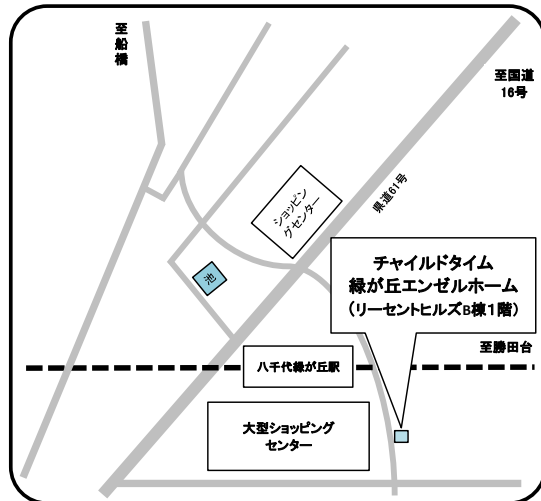 至船橋
至国道
16号
県道61号
ショッピン
グセンター
池
チャイルドタイム
緑が丘エンゼルホーム
(リーセントヒルズB棟1階)
至勝田台
八千代緑が丘駅
大型ショッピング
センター